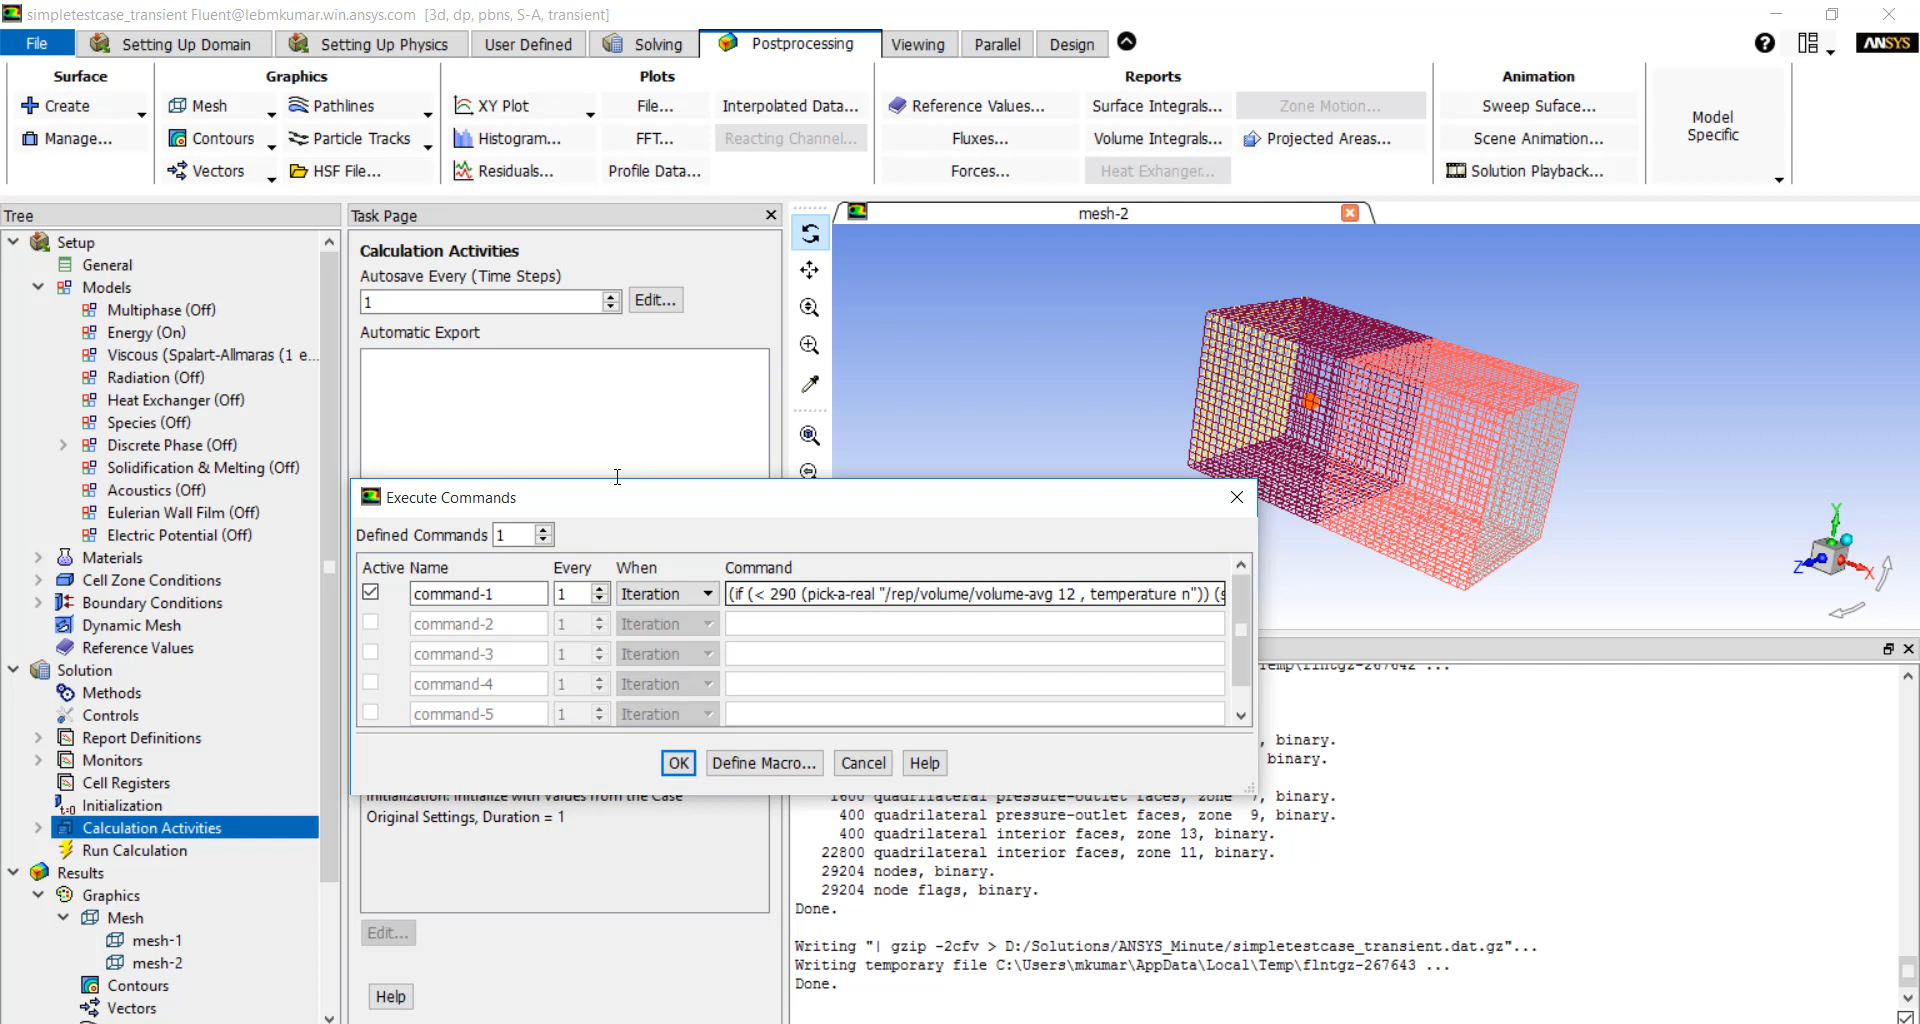 simpletestcase_transient Fluent@lebmkumar.win.ansys.com [3d, dp, pbns, S-A, transient]
File
Setting Up Domain
Setting Up Physics
User Defined
Solving
Postprocessing
Viewing
Parallel
Design
ANSYS
Surface
Graphics
Plots
Reports
Animation
Create
Mesh
Pathlines
XY Plot
File...
Interpolated Data...
Reference Values...
Surface Integrals...
Zone Motion...
Sweep Suface...
Model
Specific
Manage...
Contours
Particle Tracks
Histogram...
FFT...
Reacting Channel...
Fluxes...
Volume Integrals...
Projected Areas...
Scene Animation...
Vectors
HSF File...
Residuals...
Profile Data...
Forces...
Heat Exhanger...
Solution Playback...
Tree
Setup
General
Models
Multiphase (Off)
Energy (On)
Viscous (Spalart-Allmaras (1 e...
Radiation (Off)
Heat Exchanger (Off)
Species (Off)
Discrete Phase (Off)
Solidification & Melting (Off)
Acoustics (Off)
Eulerian Wall Film (Off)
Electric Potential (Off)
Materials
Cell Zone Conditions
Boundary Conditions
Dynamic Mesh
Reference Values
Solution
Methods
Controls
Report Definitions
Monitors
Cell Registers
Initialization
Calculation Activities
Run Calculation
Results
Graphics
Mesh
mesh-1
mesh-2
Contours
Vectors
Task Page
Calculation Activities
Autosave Every (Time Steps)
1
Edit...
Automatic Export
mesh-2
Y
Z
X
Execute Commands
Defined Commands 1
Active Name Every When Command
command-1 1 Iteration (if (< 290 (pick-a-real "/rep/volume/volume-avg 12 , temperature n")) (s
command-2 1 Iteration
command-3 1 Iteration
command-4 1 Iteration
command-5 1 Iteration
OK
Define Macro...
Cancel
Help
Initialization: Initialize with Values from the Case
Original Settings, Duration = 1
Edit...
Help
Temp\flntgz-267642 ...
, binary.
binary.
1600 quadrilateral pressure-outlet faces, zone 7, binary.
400 quadrilateral pressure-outlet faces, zone 9, binary.
400 quadrilateral interior faces, zone 13, binary.
22800 quadrilateral interior faces, zone 11, binary.
29204 nodes, binary.
29204 node flags, binary.
Done.
Writing "| gzip -2cfv > D:/Solutions/ANSYS_Minute/simpletestcase_transient.dat.gz"...
Writing temporary file C:\Users\mkumar\AppData\Local\Temp\flntgz-267643 ...
Done.